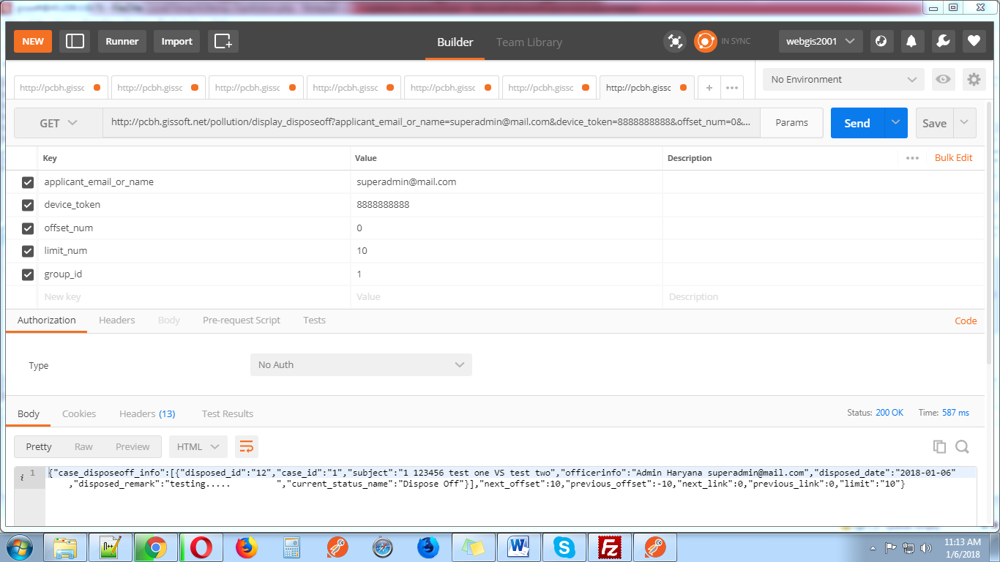 NEW Runner Import Builder Team Library IN SYNC webgis2001
http://pcbh.gissc http://pcbh.gissc http://pcbh.gissc http://pcbh.gissc http://pcbh.gissc http://pcbh.gissc http://pcbh.gissc + ••• No Environment
GET http://pcbh.gissoft.net/pollution/display_disposeoff?applicant_email_or_name=superadmin@mail.com&device_token=8888888888&offset_num=0&... Params Send Save
Key Value Description ••• Bulk Edit
applicant_email_or_name superadmin@mail.com
device_token 8888888888
offset_num 0
limit_num 10
group_id 1
New key Value Description
Authorization Headers Body Pre-request Script Tests Code
Type No Auth
Body Cookies Headers (13) Test Results Status: 200 OK Time: 587 ms
Pretty Raw Preview HTML
i 1 {"case_disposeoff_info":[{"disposed_id":"12","case_id":"1","subject":"1 123456 test one VS test two","officerinfo":"Admin Haryana superadmin@mail.com","disposed_date":"2018-01-06"
,"disposed_remark":"testing..... ","current_status_name":"Dispose Off"}],"next_offset":10,"previous_offset":-10,"next_link":0,"previous_link":0,"limit":"10"}
11:13 AM
1/6/2018